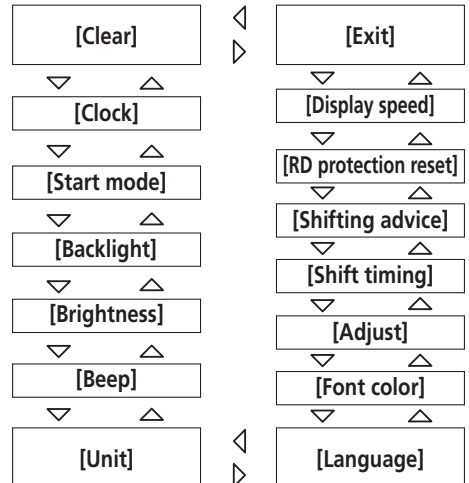 [Clear]
[Exit]
[Clock]
[Display speed]
[Start mode]
[RD protection reset]
[Backlight]
[Shifting advice]
[Brightness]
[Shift timing]
[Beep]
[Adjust]
[Unit]
[Font color]
[Language]